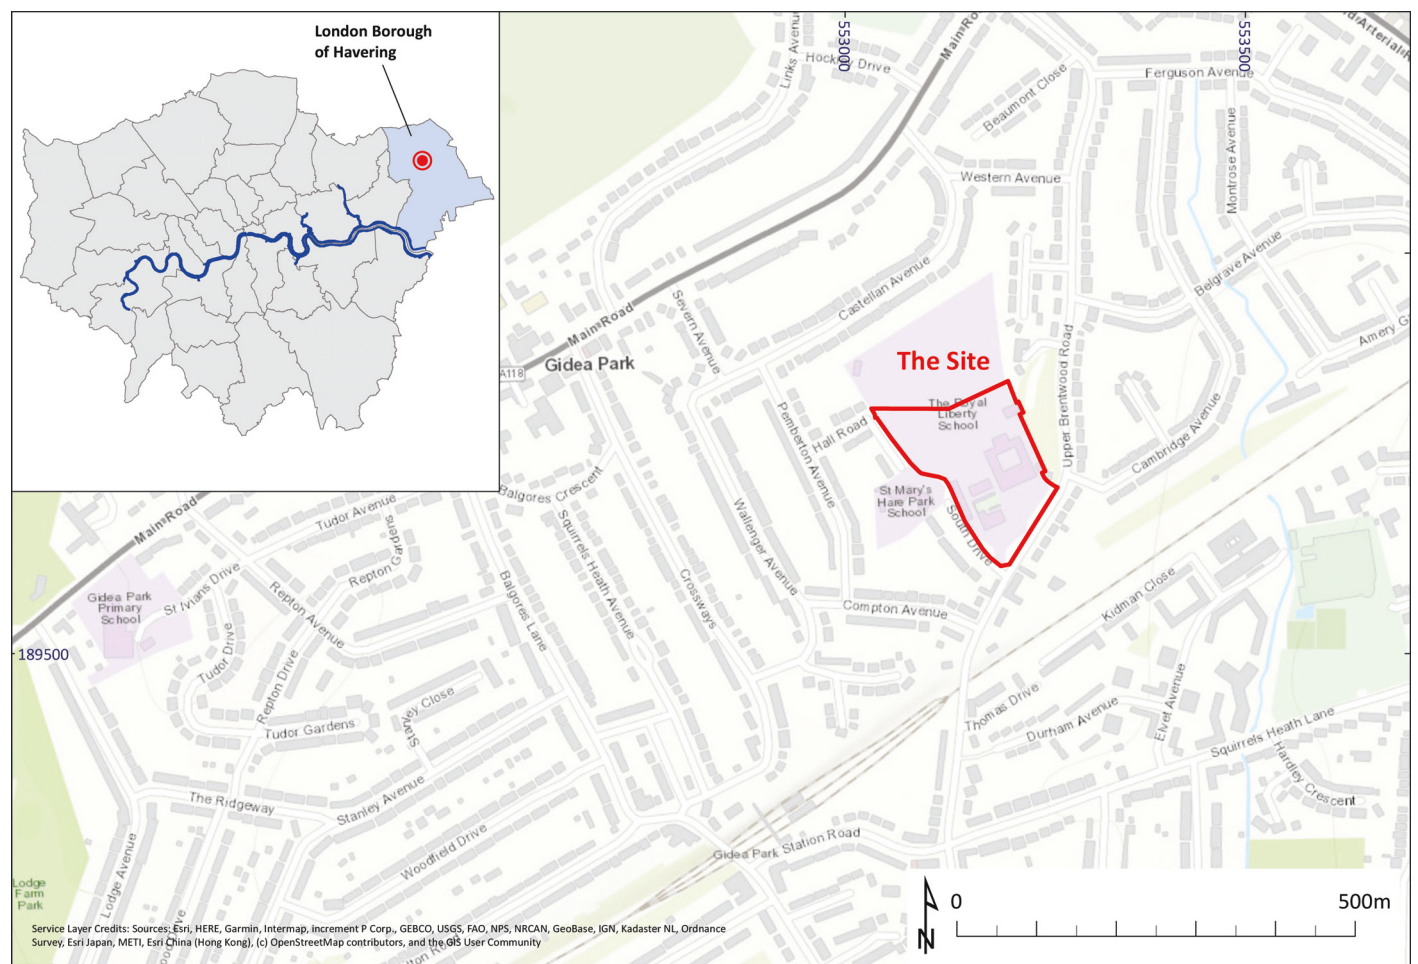 London Borough
of Havering
553000
553500
Links Avenue
Hockley Drive
Main Ro
Beaumont Close
Ferguson Avenue
Montrose Avenue
Western Avenue
Belgrave Avenue
Castellan Avenue
Severn Avenue
Main Road
A118
Gidea Park
The Site
The Royal
Liberty
School
Hall Road
Pemberton Avenue
Upper Brentwood Road
Cambridge Avenue
Amery G
St Mary's
Hare Park
School
South Drive
Balgores Crescent
Wallenger Avenue
Squirrels Heath Avenue
Crossways
Balgores Lane
Compton Avenue
Kidman Close
Main Road
Tudor Avenue
Repton Gardens
Gidea Park
Primary
School
St Ivians Drive
Repton Avenue
Tudor Drive
Repton Drive
189500
Tudor Gardens
Stanley Close
Stanley Avenue
The Ridgeway
Woodfield Drive
Lodge Avenue
Thomas Drive
Durham Avenue
Elvet Avenue
Squirrels Heath Lane
Hardley Crescent
Gidea Park
Station Road
Lodge
Farm
Park
0
500m
N
Service Layer Credits: Sources: Esri, HERE, Garmin, Intermap, increment P Corp., GEBCO, USGS, FAO, NPS, NRCAN, GeoBase, IGN, Kadaster NL, Ordnance
Survey, Esri Japan, METI, Esri China (Hong Kong), (c) OpenStreetMap contributors, and the GIS User Community